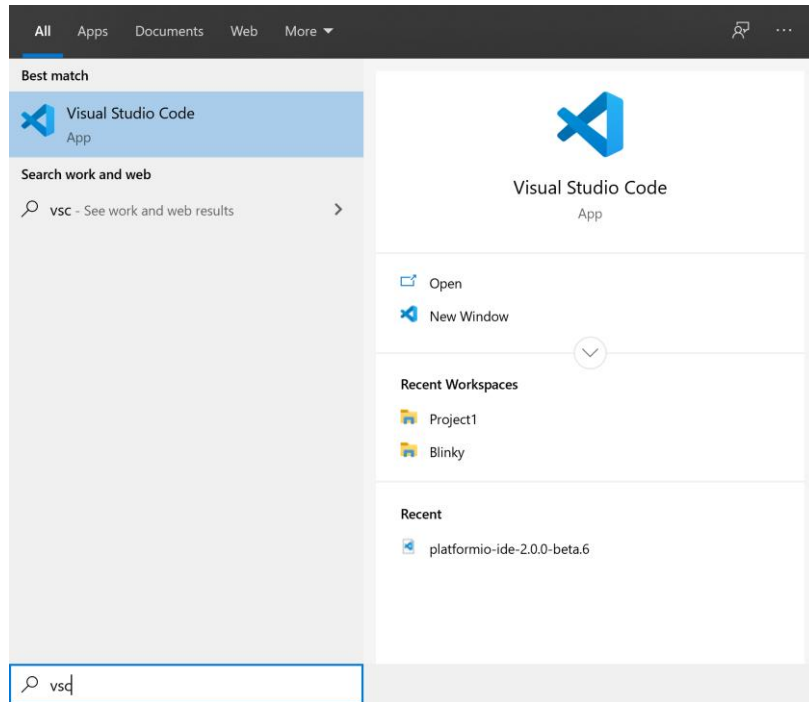 All Apps Documents Web More
Best match
Visual Studio Code
App
Search work and web
vsc - See work and web results
Visual Studio Code
App
Open
New Window
Recent Workspaces
Project1
Blinky
Recent
platformio-ide-2.0.0-beta.6
vsc